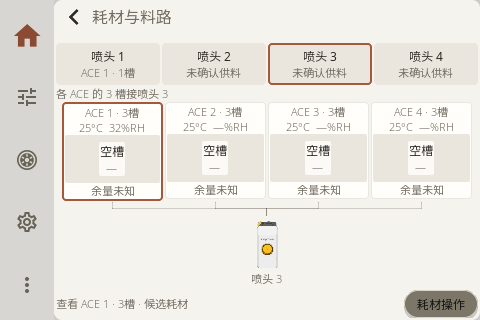 耗材与料路
喷头 1
ACE 1 · 1槽
喷头 2
未确认供料
喷头 3
未确认供料
喷头 4
未确认供料
各 ACE 的 3 槽接喷头 3
ACE 1 · 3槽
25°C 32%RH
空槽
—
余量未知
ACE 2 · 3槽
25°C —%RH
空槽
—
余量未知
ACE 3 · 3槽
25°C —%RH
空槽
—
余量未知
ACE 4 · 3槽
25°C —%RH
空槽
—
余量未知
喷头 3
查看 ACE 1 · 3槽 · 候选耗材
耗材操作